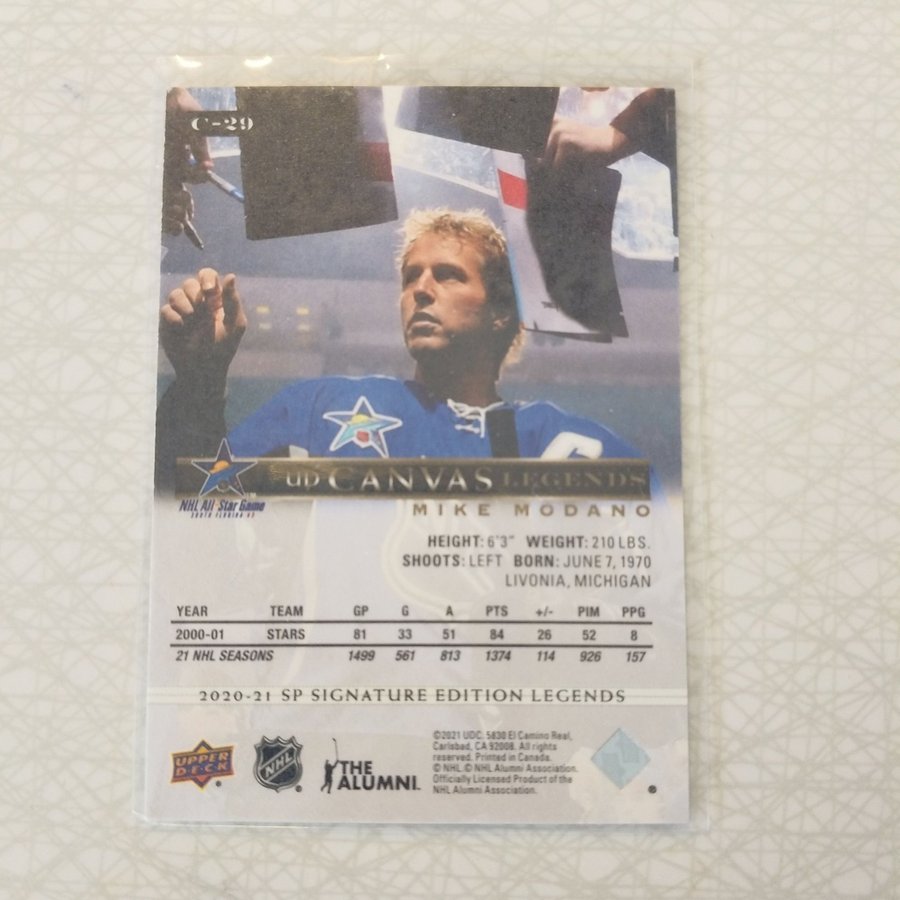 C-29
UD CANVAS LEGENDS
NHL All Star Game
MIKE MODANO
HEIGHT: 6'3" WEIGHT: 210 LBS.
SHOOTS: LEFT BORN: JUNE 7, 1970
LIVONIA, MICHIGAN
YEAR TEAM GP G A PTS +/- PIM PPG
2000-01 STARS 81 33 51 84 26 52 8
21 NHL SEASONS 1499 561 813 1374 114 926 157
2020-21 SP SIGNATURE EDITION LEGENDS
UPPER
DECK
NHL
THE
ALUMNI.
©2021 UDC. 5830 El Camino Real,
Carlsbad, CA 92008. All rights
reserved. Printed in Canada.
© NHL © NHL Alumni Association.
Officially Licensed Product of the
NHL Alumni Association.